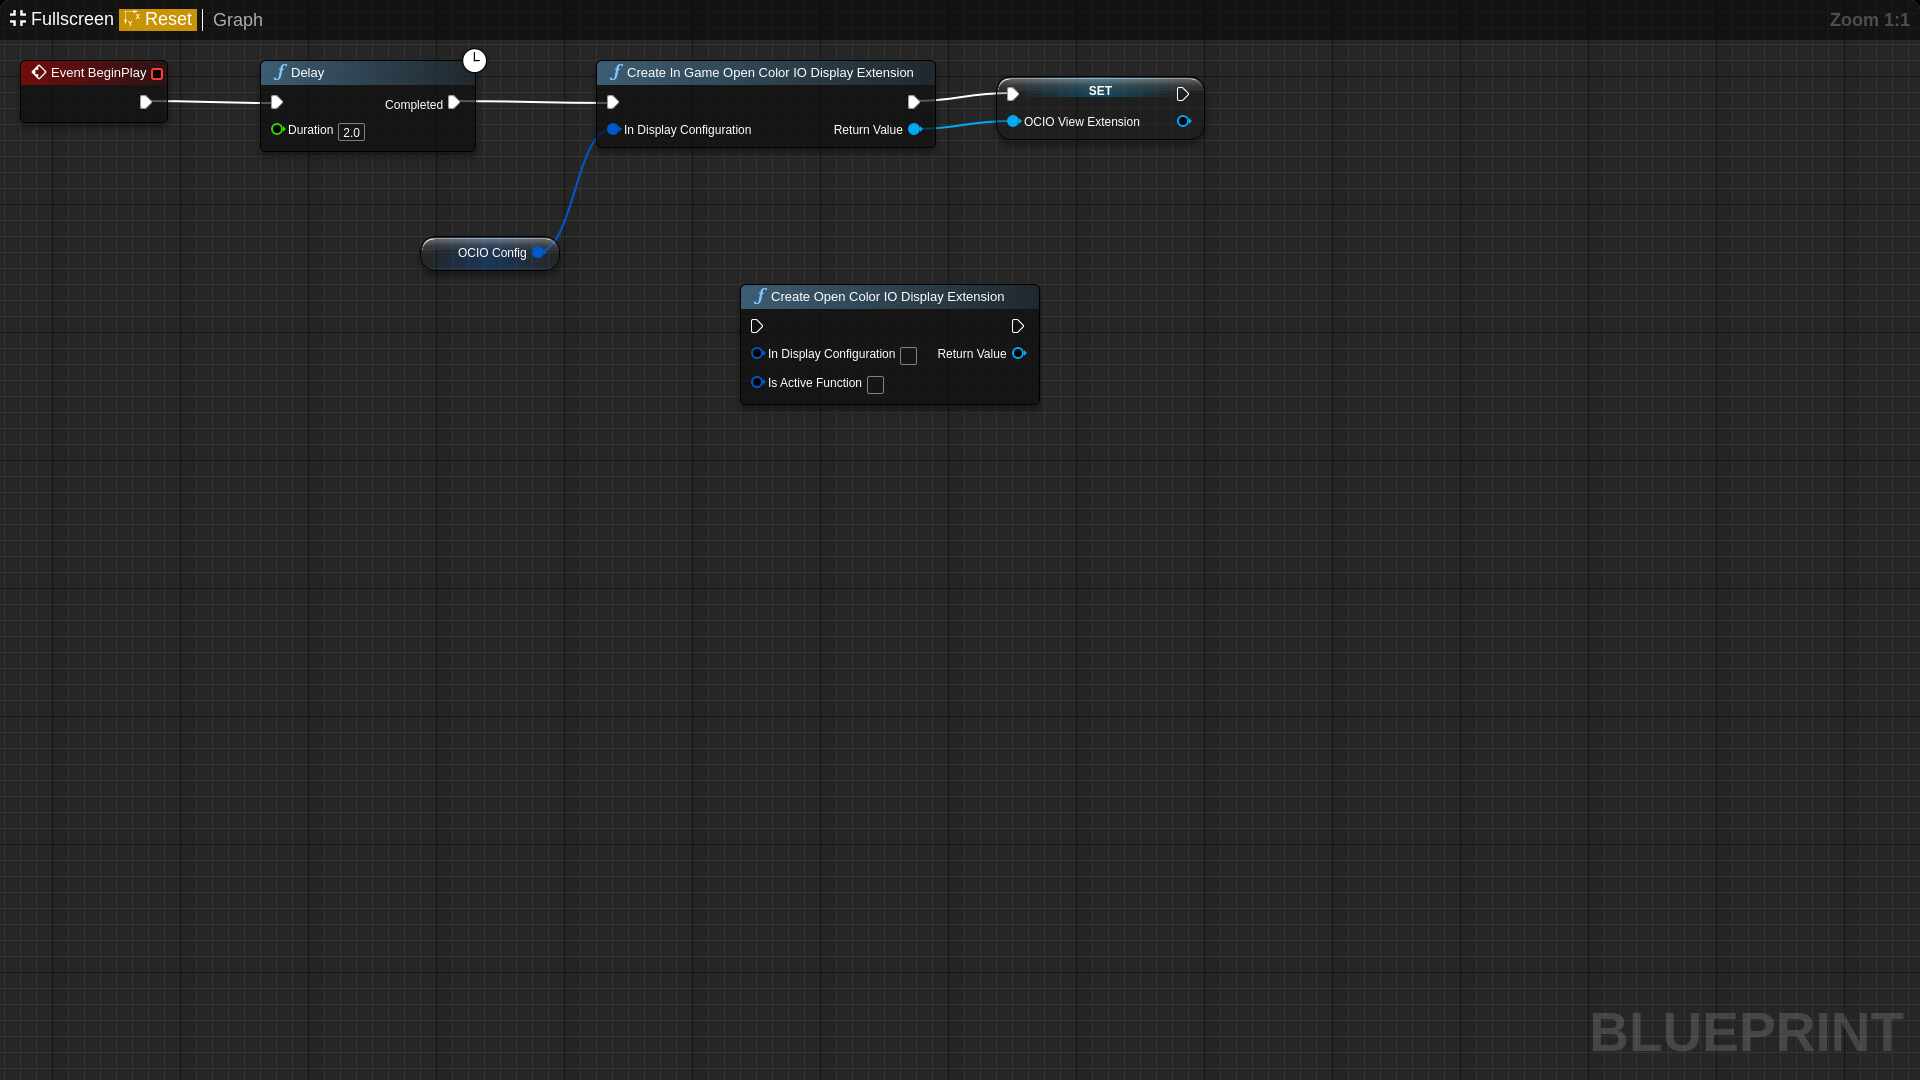 Fullscreen Reset Graph Zoom 1:1
Event BeginPlay
Delay
Completed
Duration 2.0
Create In Game Open Color IO Display Extension
In Display Configuration Return Value
SET
OCIO View Extension
OCIO Config
Create Open Color IO Display Extension
In Display Configuration Return Value
Is Active Function
BLUEPRINT